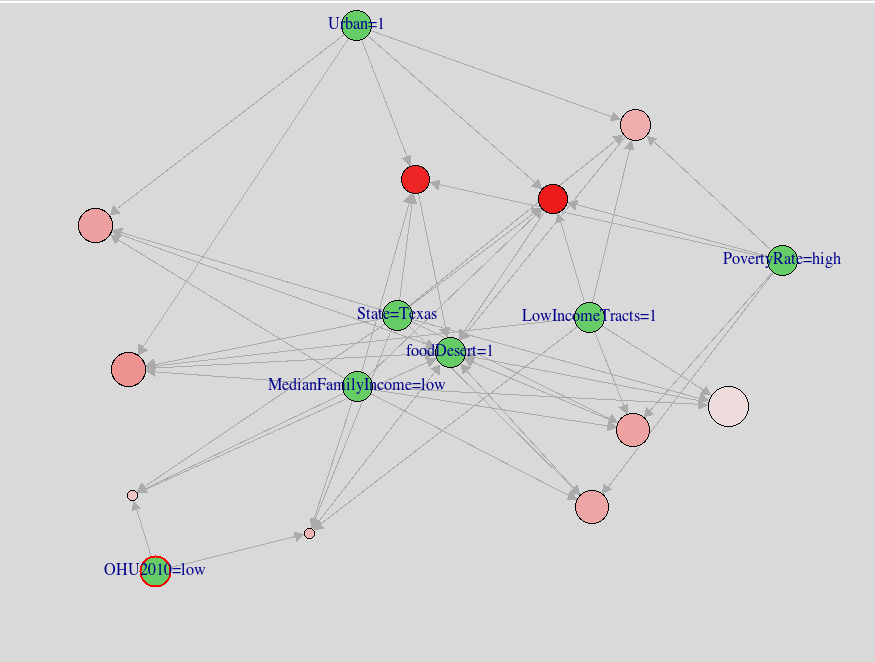 Urban=1
PovertyRate=high
State=Texas
LowIncomeTracts=1
foodDesert=1
MedianFamilyIncome=low
OHU2010=low